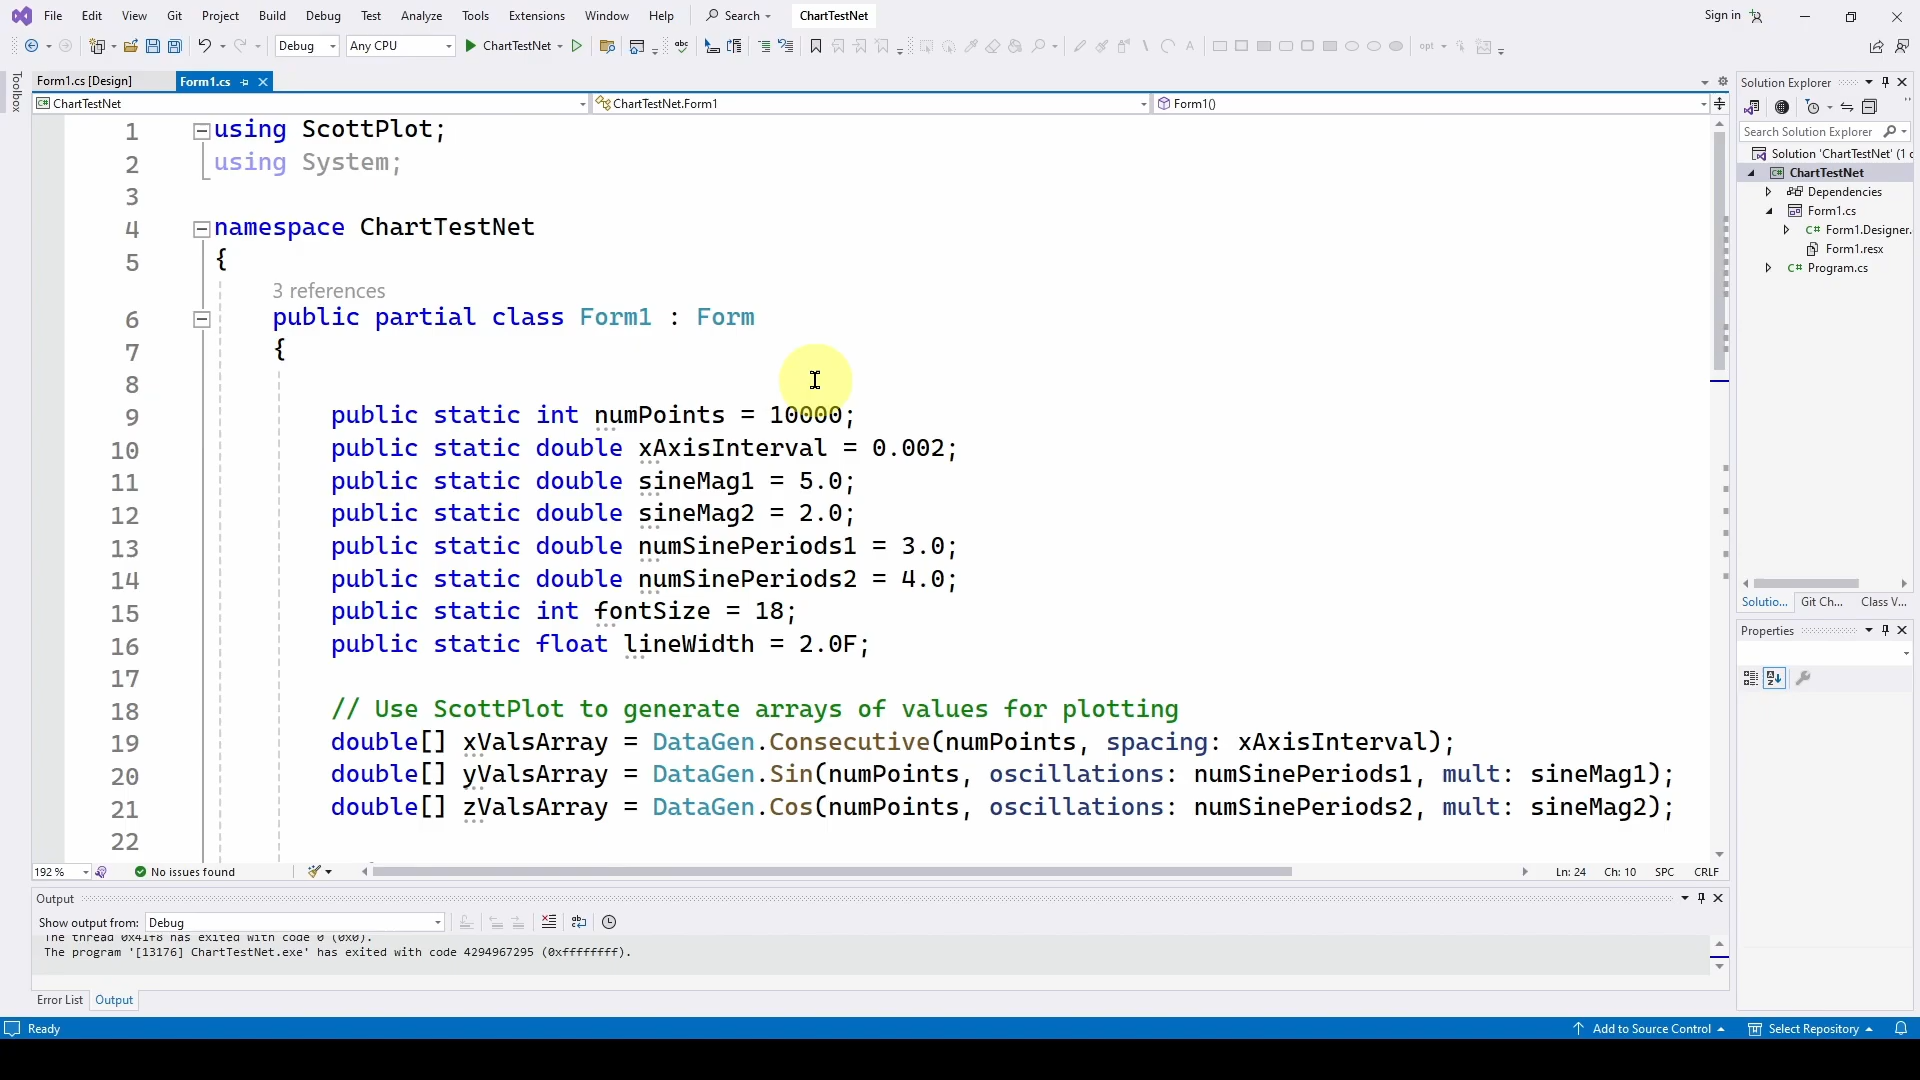 File Edit View Git Project Build Debug Test Analyze Tools Extensions Window Help Search ChartTestNet Sign in
Debug Any CPU ChartTestNet
Toolbox
Form1.cs [Design] Form1.cs
ChartTestNet ChartTestNet.Form1 Form1()
1 using ScottPlot;
2 using System;
3
4 namespace ChartTestNet
5 {
3 references
6 public partial class Form1 : Form
7 {
8
9 public static int numPoints = 10000;
10 public static double xAxisInterval = 0.002;
11 public static double sineMag1 = 5.0;
12 public static double sineMag2 = 2.0;
13 public static double numSinePeriods1 = 3.0;
14 public static double numSinePeriods2 = 4.0;
15 public static int fontSize = 18;
16 public static float lineWidth = 2.0F;
17
18 // Use ScottPlot to generate arrays of values for plotting
19 double[] xValsArray = DataGen.Consecutive(numPoints, spacing: xAxisInterval);
20 double[] yValsArray = DataGen.Sin(numPoints, oscillations: numSinePeriods1, mult: sineMag1);
21 double[] zValsArray = DataGen.Cos(numPoints, oscillations: numSinePeriods2, mult: sineMag2);
22
192 % No issues found Ln: 24 Ch: 10 SPC CRLF
Output
Show output from: Debug
The thread 0x41f8 has exited with code 0 (0x0).
The program '[13176] ChartTestNet.exe' has exited with code 4294967295 (0xffffffff).
Error List Output
Solution Explorer
Search Solution Explorer
Solution 'ChartTestNet' (1 c
ChartTestNet
Dependencies
Form1.cs
C# Form1.Designer.
Form1.resx
C# Program.cs
Solutio... Git Ch... Class V...
Properties
Ready Add to Source Control Select Repository